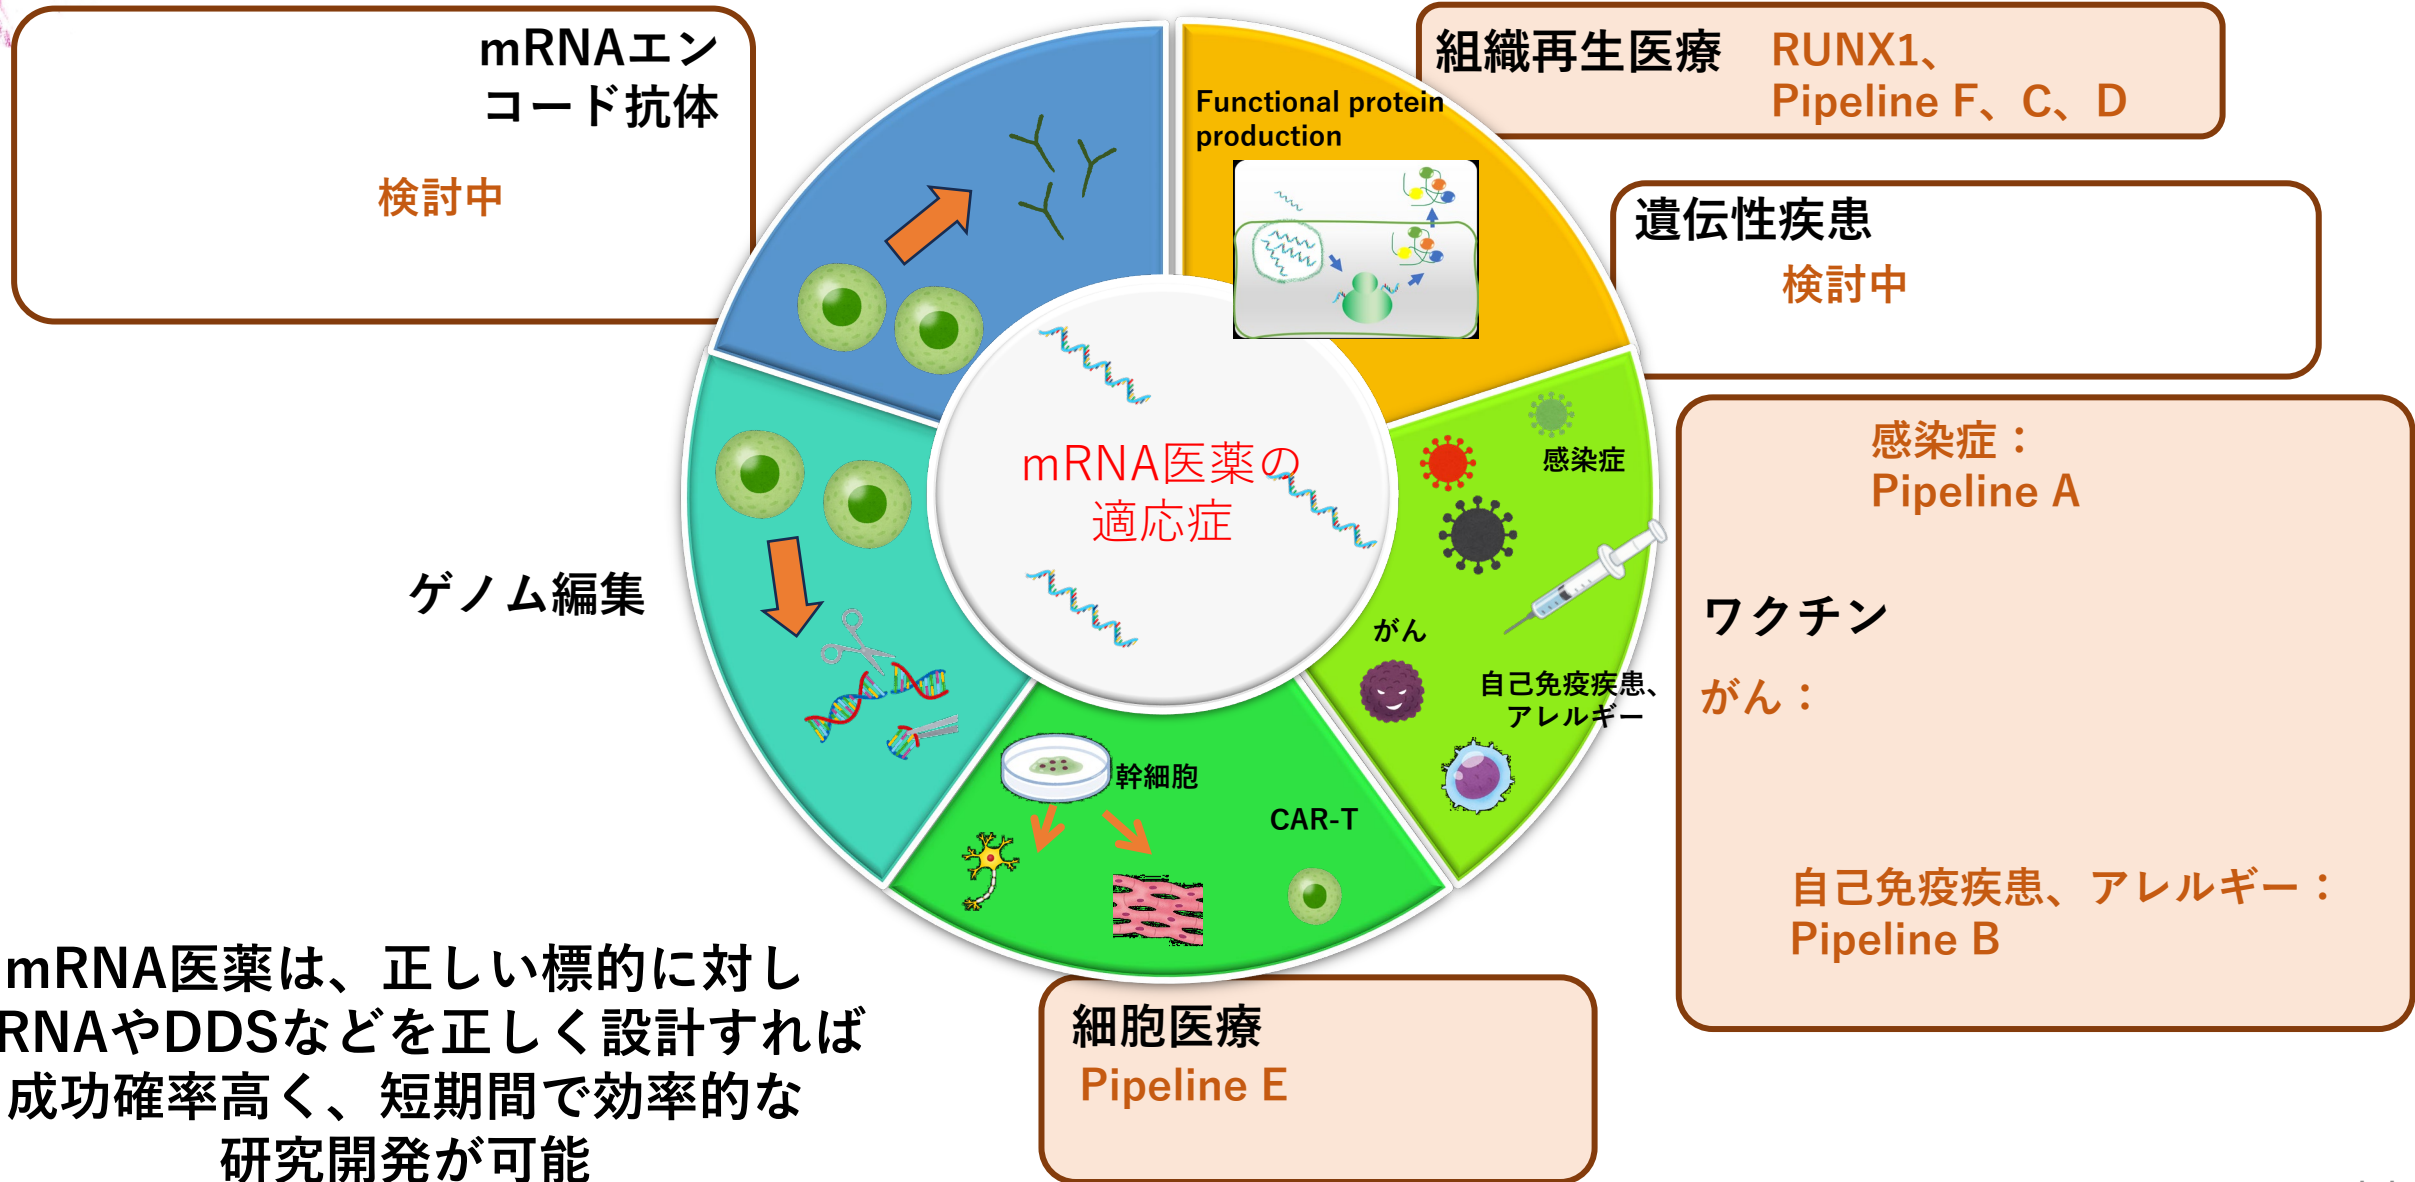 mRNAエン
コード抗体
検討中
Functional protein
production
組織再生医療
RUNX1、
Pipeline F、C、D
遺伝性疾患
検討中
mRNA医薬の
適応症
感染症
がん
自己免疫疾患、
アレルギー
感染症：
Pipeline A
ワクチン
がん：
自己免疫疾患、アレルギー：
Pipeline B
ゲノム編集
幹細胞
CAR-T
細胞医療
Pipeline E
mRNA医薬は、正しい標的に対し
RNAやDDSなどを正しく設計すれば
成功確率高く、短期間で効率的な
研究開発が可能